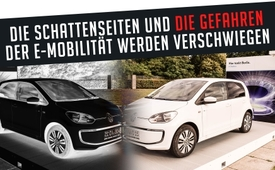 DIE SCHATTENSEITEN UND DIE GEFAHREN
DER E-MOBILITÄT WERDEN VERSCHWIEGEN